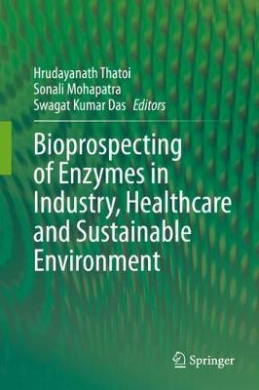 Hrudayanath Thatoi
Sonali Mohapatra
Swagat Kumar Das Editors
Bioprospecting
of Enzymes in
Industry, Healthcare
and Sustainable
Environment
Springer